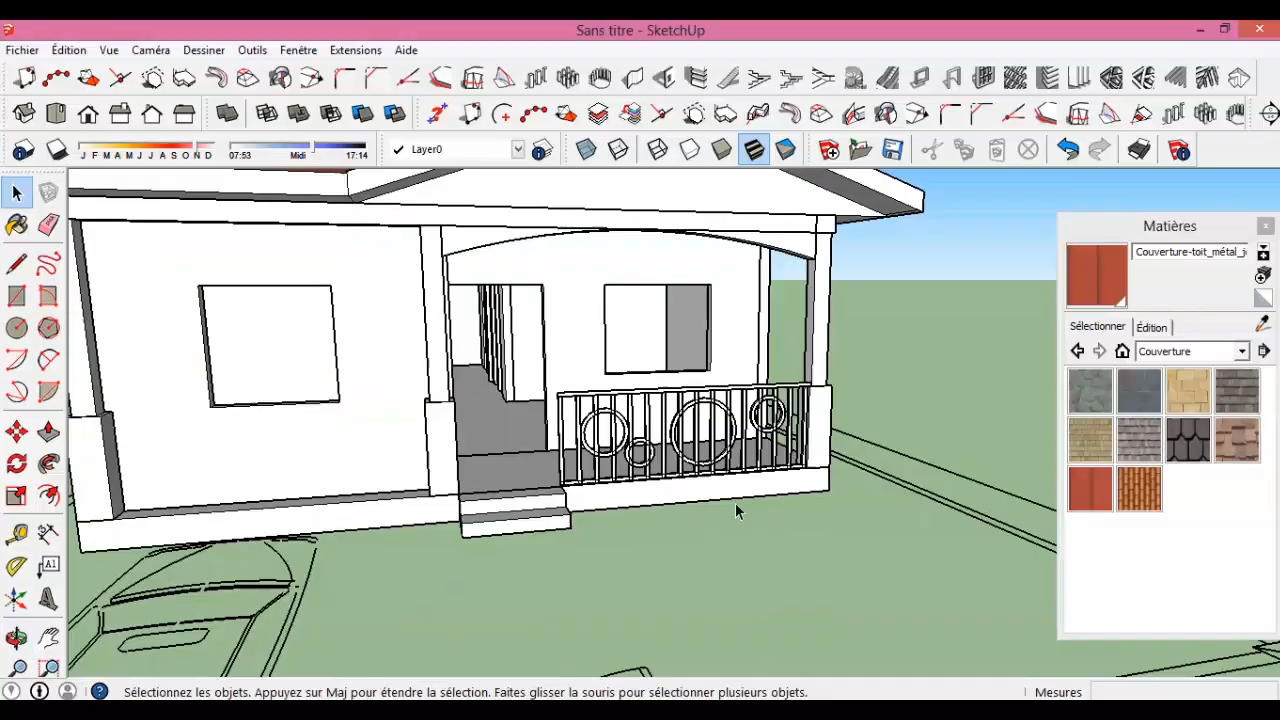 Sans titre - SketchUp
Fichier Édition Vue Caméra Dessiner Outils Fenêtre Extensions Aide
J F M A M J J A S O N D 07:53 Midi 17:14 Layer0
Matières
Couverture-toit_métal_j
Sélectionner Édition
Couverture
A1
Sélectionnez les objets. Appuyez sur Maj pour étendre la sélection. Faites glisser la souris pour sélectionner plusieurs objets. Mesures